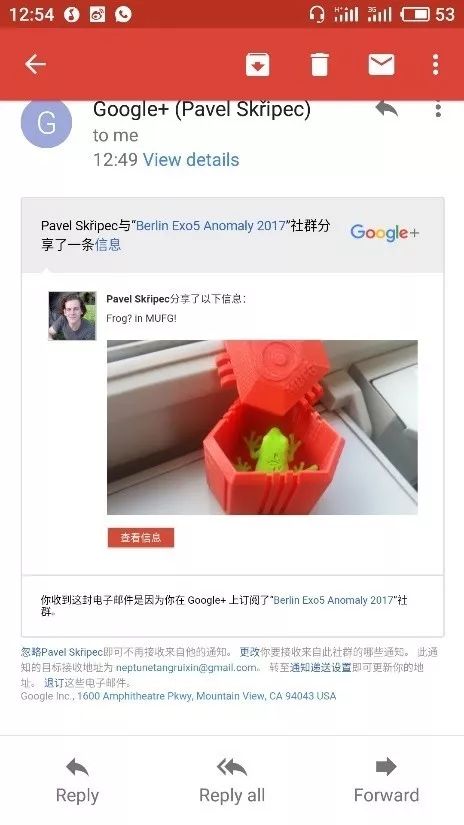 12:54
H+
3G
53
Google+ (Pavel Skřipec)
G
to me
12:49 View details
Pavel Skřipec与“Berlin Exo5 Anomaly 2017”社群分
享了一条信息
Google+
Pavel Skřipec分享了以下信息：
Frog? in MUFG!
查看信息
你收到这封电子邮件是因为你在 Google+ 上订阅了“Berlin Exo5 Anomaly 2017”社
群。
忽略Pavel Skřipec即可不再接收来自他的通知。 更改你要接收来自此社群的哪些通知。 此通
知的目标接收地址为 neptunetangruixin@gmail.com。 转至通知递送设置即可更新你的地
址。 退订这些电子邮件。
Google Inc., 1600 Amphitheatre Pkwy, Mountain View, CA 94043 USA
Reply
Reply all
Forward